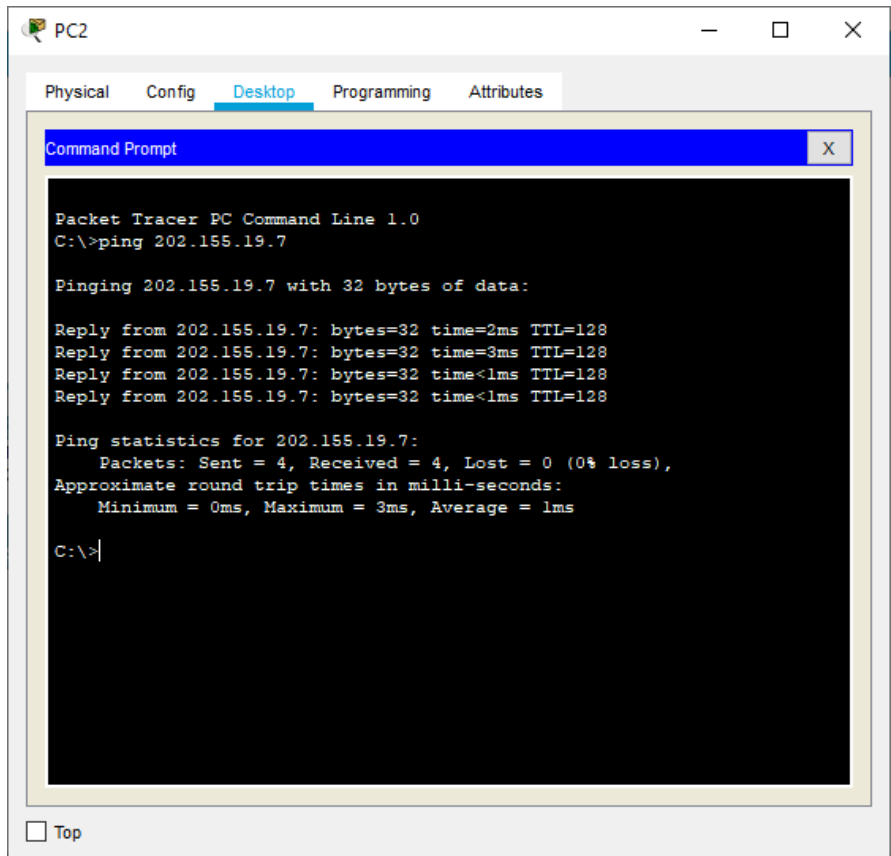 PC2
Physical Config Desktop Programming Attributes
Command Prompt
X
Packet Tracer PC Command Line 1.0
C:\>ping 202.155.19.7
Pinging 202.155.19.7 with 32 bytes of data:
Reply from 202.155.19.7: bytes=32 time=2ms TTL=128
Reply from 202.155.19.7: bytes=32 time=3ms TTL=128
Reply from 202.155.19.7: bytes=32 time<1ms TTL=128
Reply from 202.155.19.7: bytes=32 time<1ms TTL=128
Ping statistics for 202.155.19.7:
Packets: Sent = 4, Received = 4, Lost = 0 (0% loss),
Approximate round trip times in milli-seconds:
Minimum = 0ms, Maximum = 3ms, Average = 1ms
C:\>
Top